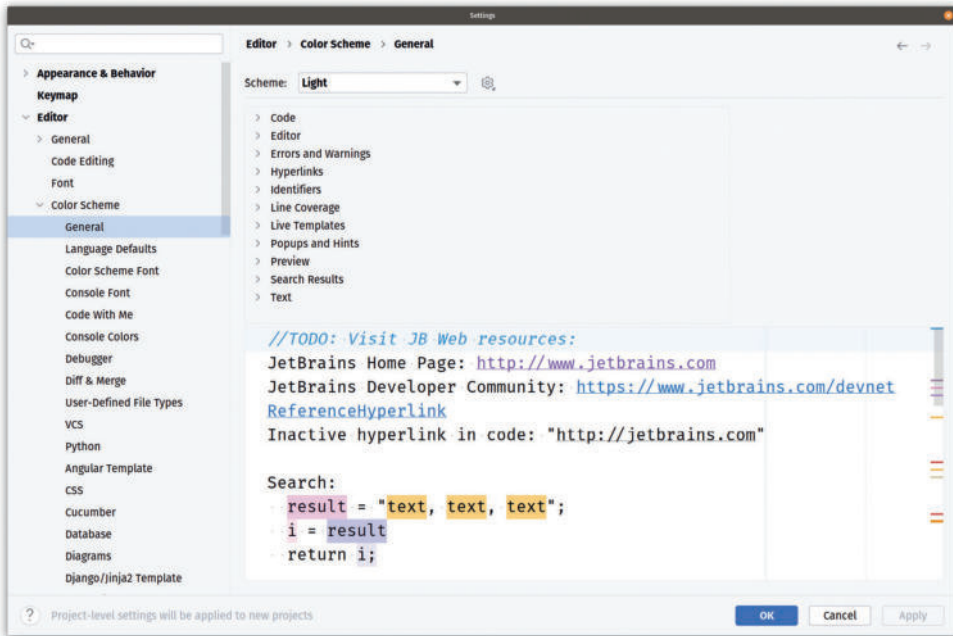 Settings
Editor > Color Scheme > General
Scheme: Light
Appearance & Behavior
Keymap
Editor
General
Code Editing
Font
Color Scheme
General
Language Defaults
Color Scheme Font
Console Font
Code With Me
Console Colors
Debugger
Diff & Merge
User-Defined File Types
VCS
Python
Angular Template
CSS
Cucumber
Database
Diagrams
Django/Jinja2 Template
Code
Editor
Errors and Warnings
Hyperlinks
Identifiers
Line Coverage
Live Templates
Popups and Hints
Preview
Search Results
Text
//TODO: Visit JB Web resources:
JetBrains Home Page: http://www.jetbrains.com
JetBrains Developer Community: https://www.jetbrains.com/devnet
ReferenceHyperlink
Inactive hyperlink in code: "http://jetbrains.com"
Search:
result = "text, text, text";
i = result
return i;
? Project-level settings will be applied to new projects
OK Cancel Apply